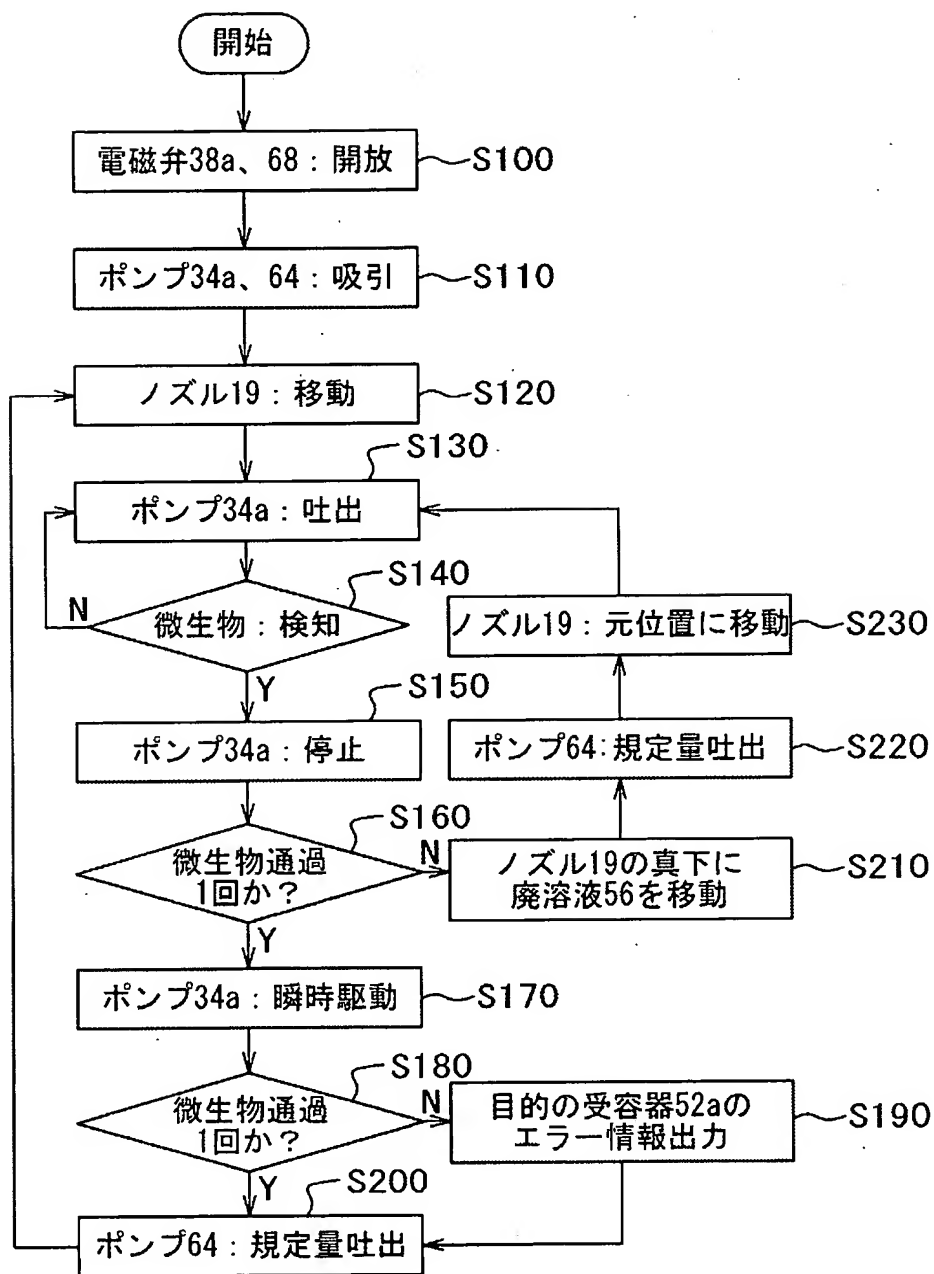 開始
電磁弁38a、68：開放
S100
ポンプ34a、64：吸引
S110
ノズル19：移動
S120
S130
ポンプ34a：吐出
S140
N
微生物：検知
Y
S150
ポンプ34a：停止
S160
微生物通過
1回か？
N
Y
ノズル19：元位置に移動
S230
ポンプ64：規定量吐出
S220
ノズル19の真下に
廃溶液56を移動
S210
ポンプ34a：瞬時駆動
S170
S180
微生物通過
1回か？
N
Y
目的の受容器52aの
エラー情報出力
S190
S200
ポンプ64：規定量吐出